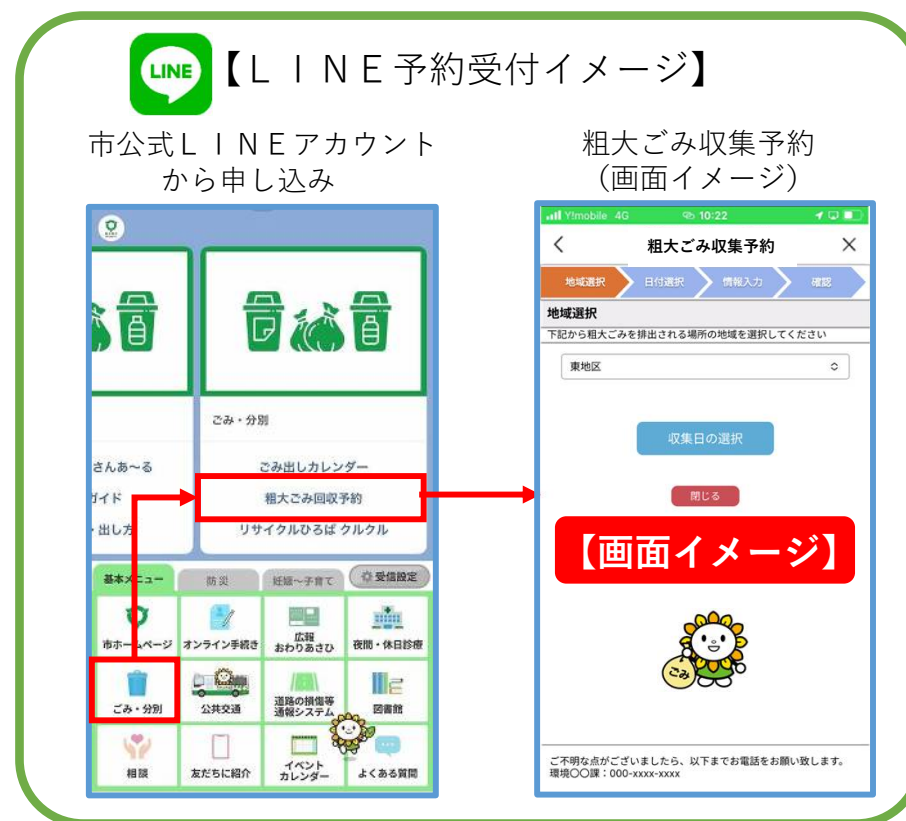 LINE
【ＬＩＮＥ予約受付イメージ】
市公式ＬＩＮＥアカウント
から申し込み
ごみ・分別
さんあ～る
ごみ出しカレンダー
ガイド
粗大ごみ回収予約
・出し方
リサイクルひろば クルクル
基本メニュー
防災
妊娠～子育て
受信設定
市ホームページ
オンライン手続き
広報
おわりあさひ
夜間・休日診療
ごみ・分別
公共交通
道路の損傷等
通報システム
図書館
相談
友だちに紹介
イベント
カレンダー
よくある質問
粗大ごみ収集予約
（画面イメージ）
Y!mobile 4G 10:22
粗大ごみ収集予約
地域選択
日付選択
情報入力
確認
地域選択
下記から粗大ごみを排出される場所の地域を選択してください
東地区
収集日の選択
閉じる
【画面イメージ】
ごみ
ご不明な点がございましたら、以下までお電話をお願い致します。
環境〇〇課：000-xxxx-xxxx